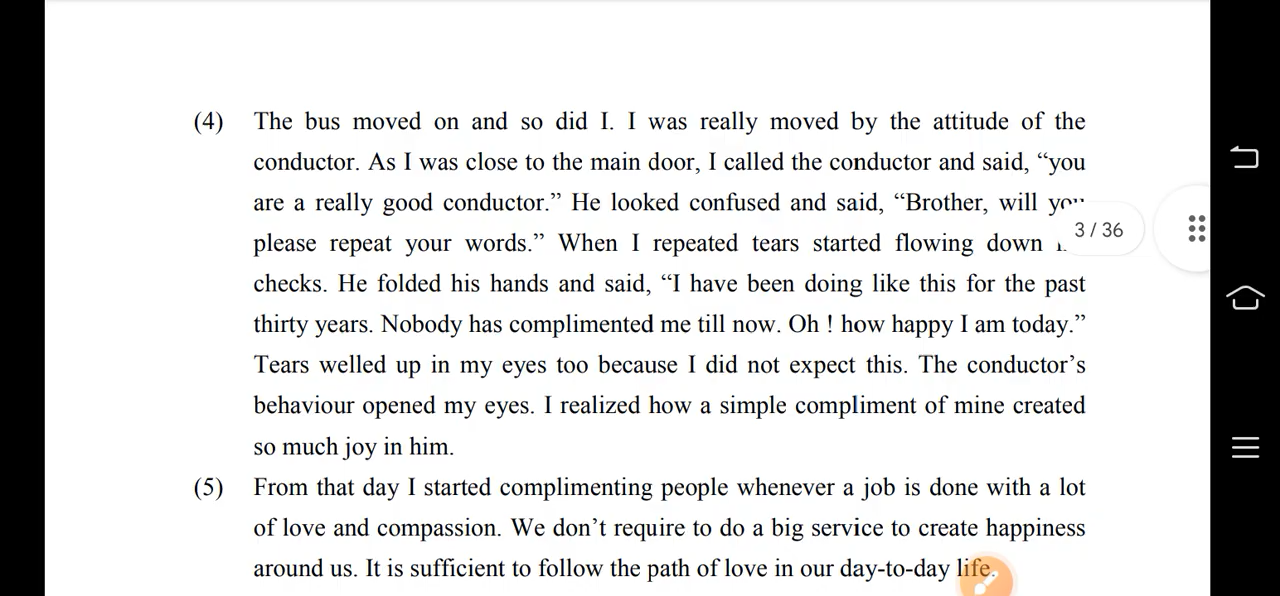 (4) The bus moved on and so did I. I was really moved by the attitude of the
conductor. As I was close to the main door, I called the conductor and said, “you
are a really good conductor.” He looked confused and said, “Brother, will you
please repeat your words.” When I repeated tears started flowing down
3 / 36
checks. He folded his hands and said, “I have been doing like this for the past
thirty years. Nobody has complimented me till now. Oh ! how happy I am today.”
Tears welled up in my eyes too because I did not expect this. The conductor’s
behaviour opened my eyes. I realized how a simple compliment of mine created
so much joy in him.
(5) From that day I started complimenting people whenever a job is done with a lot
of love and compassion. We don’t require to do a big service to create happiness
around us. It is sufficient to follow the path of love in our day-to-day life.